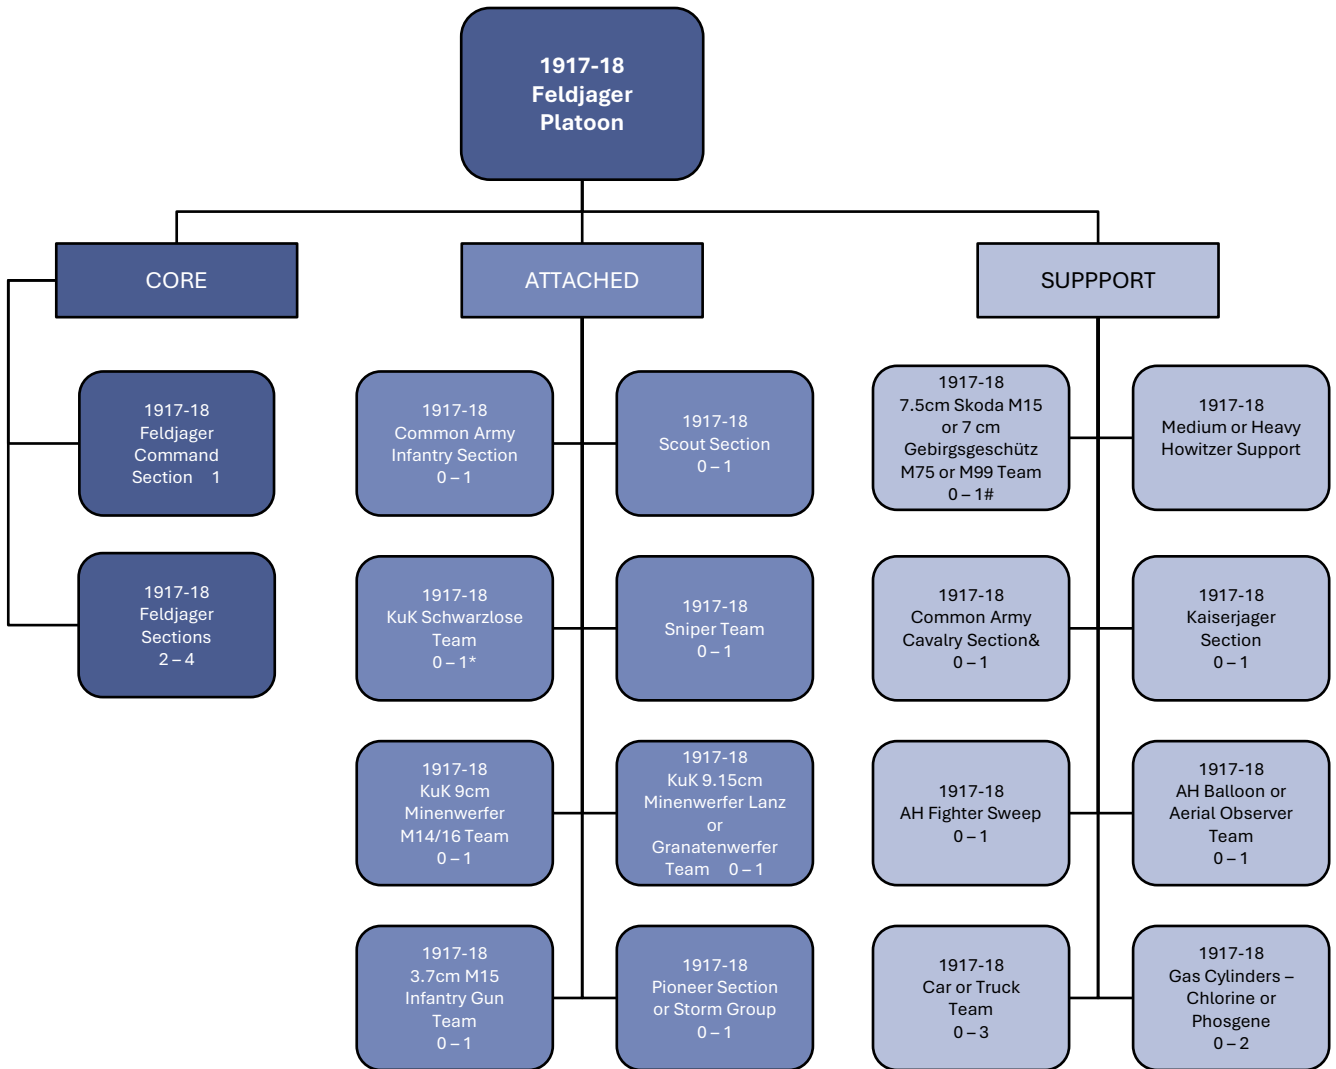 1917-18
Feldjager
Platoon
CORE
ATTACHED
SUPPPORT
1917-18
Feldjager
Command
Section 1
1917-18
Feldjager
Sections
2 – 4
1917-18
Common Army
Infantry Section
0 – 1
1917-18
Scout Section
0 – 1
1917-18
KuK Schwarzlose
Team
0 – 1*
1917-18
Sniper Team
0 – 1
1917-18
KuK 9cm
Minenwerfer
M14/16 Team
0 – 1
1917-18
KuK 9.15cm
Minenwerfer Lanz
or
Granatenwerfer
Team 0 – 1
1917-18
3.7cm M15
Infantry Gun
Team
0 – 1
1917-18
Pioneer Section
or Storm Group
0 – 1
1917-18
7.5cm Skoda M15
or 7 cm
Gebirgsgeschütz
M75 or M99 Team
0 – 1#
1917-18
Medium or Heavy
Howitzer Support
1917-18
Common Army
Cavalry Section&
0 – 1
1917-18
Kaiserjager
Section
0 – 1
1917-18
AH Fighter Sweep
0 – 1
1917-18
AH Balloon or
Aerial Observer
Team
0 – 1
1917-18
Car or Truck
Team
0 – 3
1917-18
Gas Cylinders –
Chlorine or
Phosgene
0 – 2